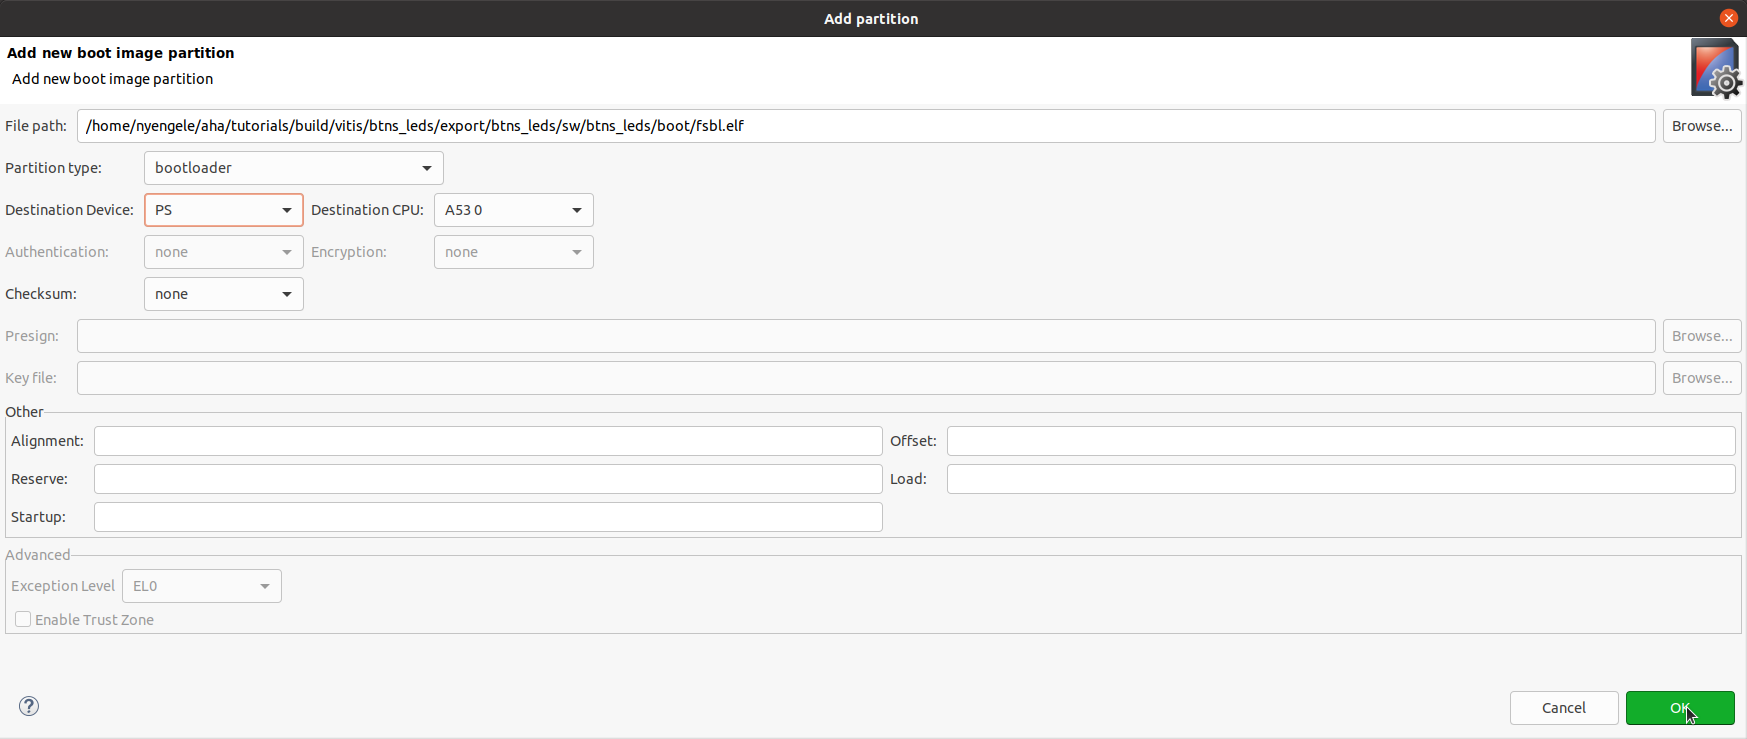 Add partition
Add new boot image partition
Add new boot image partition
File path: /home/nyengele/aha/tutorials/build/vitis/btns_leds/export/btns_leds/sw/btns_leds/boot/fsbl.elf Browse...
Partition type: bootloader
Destination Device: PS Destination CPU: A53 0
Authentication: none Encryption: none
Checksum: none
Presign: Browse...
Key file: Browse...
Other
Alignment: Offset:
Reserve: Load:
Startup:
Advanced
Exception Level EL0
Enable Trust Zone
? Cancel OK